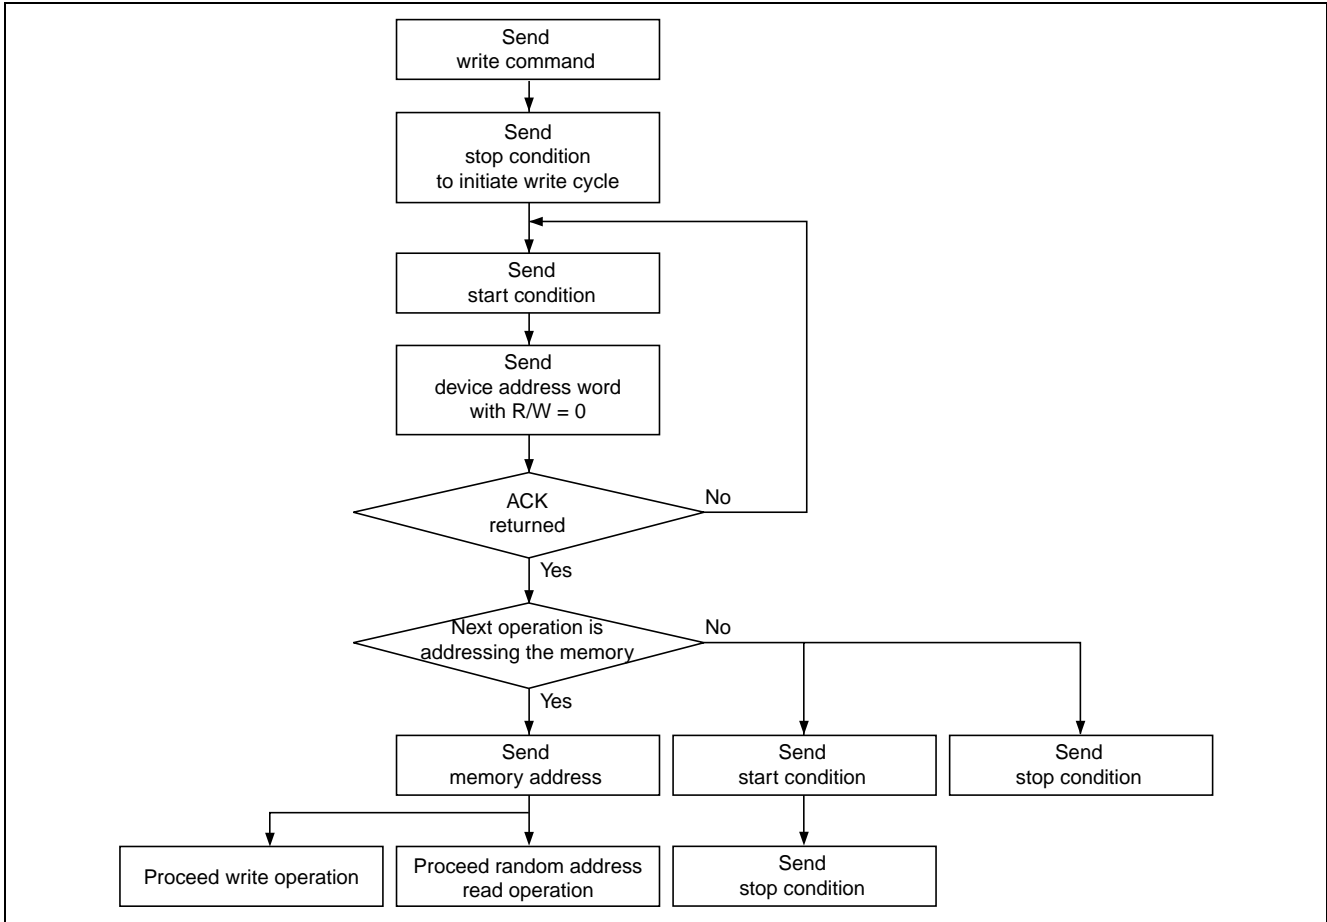 Send
write command
Send
stop condition
to initiate write cycle
Send
start condition
Send
device address word
with R/W = 0
ACK
returned
No
Yes
Next operation is
addressing the memory
No
Yes
Send
memory address
Send
start condition
Send
stop condition
Proceed write operation
Proceed random address
read operation
Send
stop condition